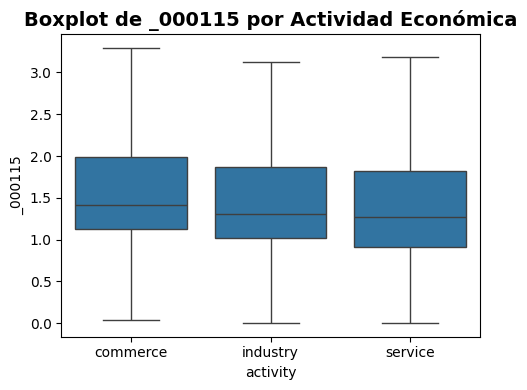 Boxplot de _000115 por Actividad Económica
3.0
2.5
2.0
1.5
1.0
0.5
0.0
_000115
commerce industry service
activity